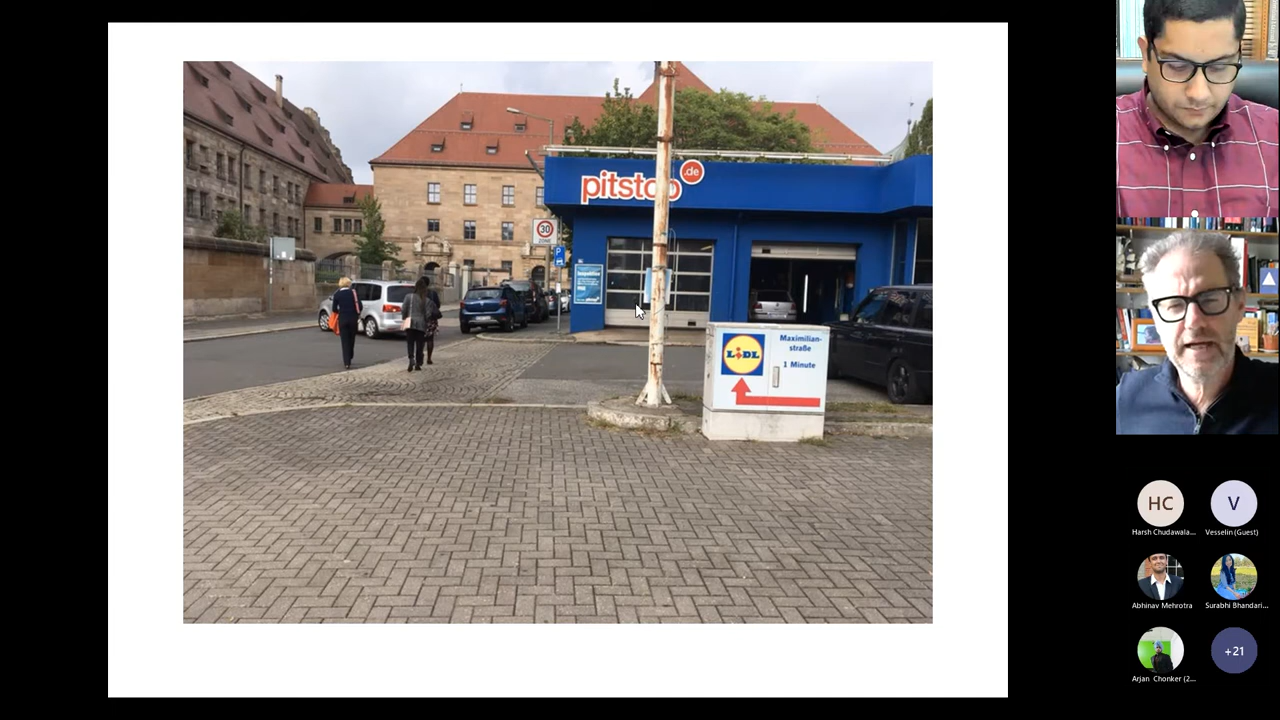 pitstop
.de
30
ZONE
P
LiDL
Maximilian-
straße
1 Minute
HC
V
Harsh Chudawala...
Vesselin (Guest)
Abhinav Mehrotra
Surabhi Bhandari...
Arjan Chonker (2...
+21